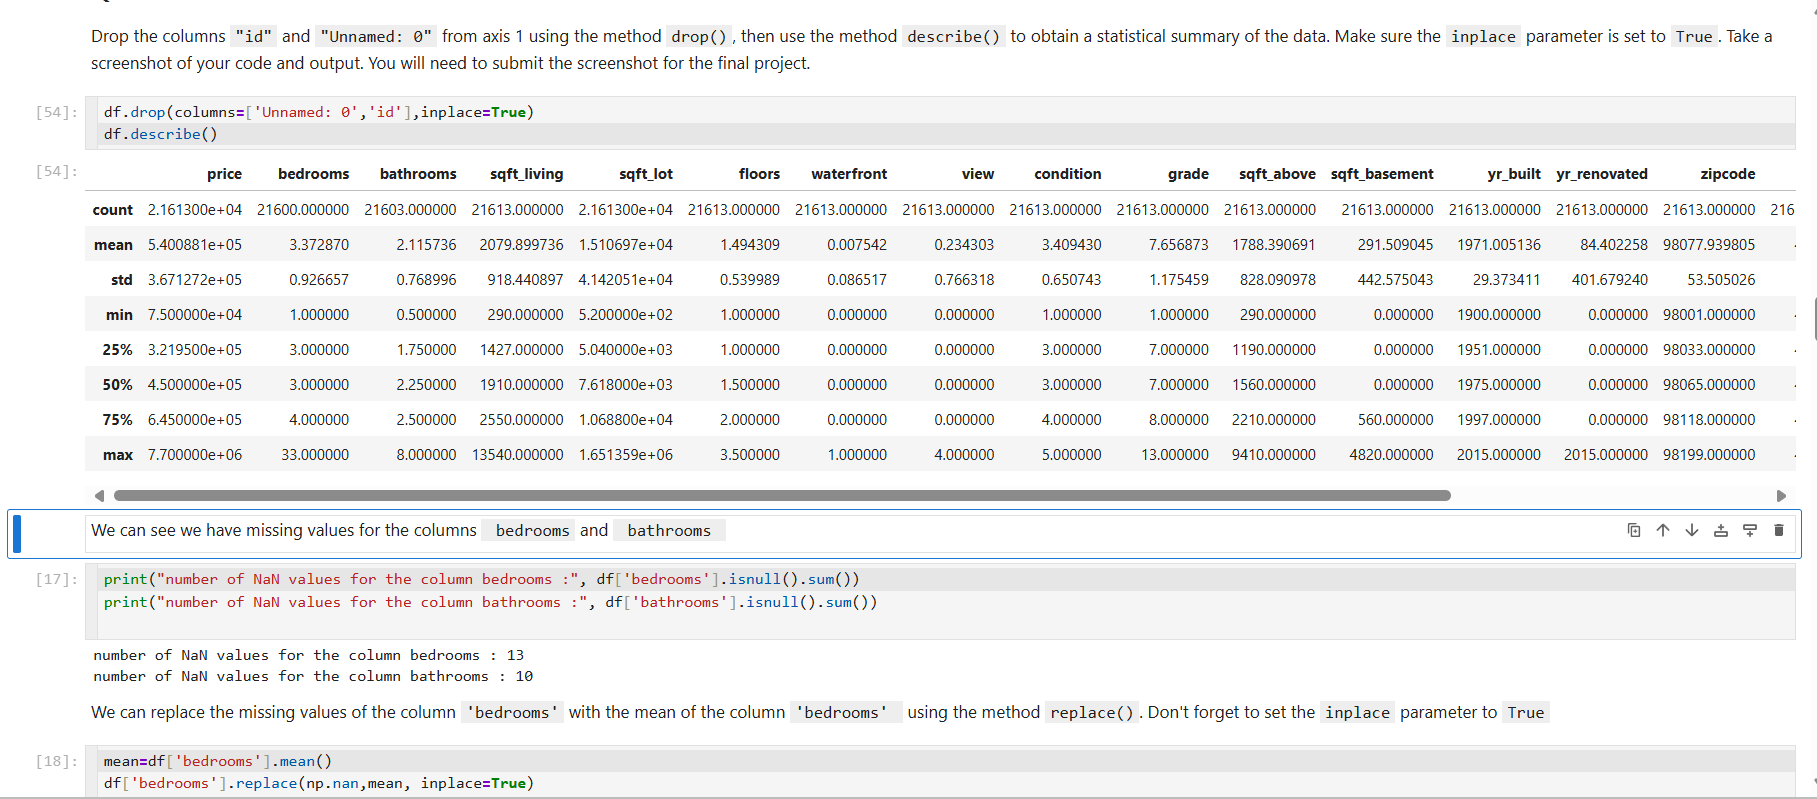 Drop the columns "id" and "Unnamed: 0" from axis 1 using the method drop(), then use the method describe() to obtain a statistical summary of the data. Make sure the inplace parameter is set to True. Take a
screenshot of your code and output. You will need to submit the screenshot for the final project.
[54]: df.drop(columns=['Unnamed: 0','id'],inplace=True)
df.describe()
[54]: price bedrooms bathrooms sqft_living sqft_lot floors waterfront view condition grade sqft_above sqft_basement yr_built yr_renovated zipcode
count 2.161300e+04 21600.000000 21603.000000 21613.000000 2.161300e+04 21613.000000 21613.000000 21613.000000 21613.000000 21613.000000 21613.000000 21613.000000 21613.000000 21613.000000 21613.000000 216
mean 5.400881e+05 3.372870 2.115736 2079.899736 1.510697e+04 1.494309 0.007542 0.234303 3.409430 7.656873 1788.390691 291.509045 1971.005136 84.402258 98077.939805
std 3.671272e+05 0.926657 0.768996 918.440897 4.142051e+04 0.539989 0.086517 0.766318 0.650743 1.175459 828.090978 442.575043 29.373411 401.679240 53.505026
min 7.500000e+04 1.000000 0.500000 290.000000 5.200000e+02 1.000000 0.000000 0.000000 1.000000 1.000000 290.000000 0.000000 1900.000000 0.000000 98001.000000
25% 3.219500e+05 3.000000 1.750000 1427.000000 5.040000e+03 1.000000 0.000000 0.000000 3.000000 7.000000 1190.000000 0.000000 1951.000000 0.000000 98033.000000
50% 4.500000e+05 3.000000 2.250000 1910.000000 7.618000e+03 1.500000 0.000000 0.000000 3.000000 7.000000 1560.000000 0.000000 1975.000000 0.000000 98065.000000
75% 6.450000e+05 4.000000 2.500000 2550.000000 1.068800e+04 2.000000 0.000000 0.000000 4.000000 8.000000 2210.000000 560.000000 1997.000000 0.000000 98118.000000
max 7.700000e+06 33.000000 8.000000 13540.000000 1.651359e+06 3.500000 1.000000 4.000000 5.000000 13.000000 9410.000000 4820.000000 2015.000000 2015.000000 98199.000000
We can see we have missing values for the columns bedrooms and bathrooms
[17]: print("number of NaN values for the column bedrooms :", df['bedrooms'].isnull().sum())
print("number of NaN values for the column bathrooms :", df['bathrooms'].isnull().sum())
number of NaN values for the column bedrooms : 13
number of NaN values for the column bathrooms : 10
We can replace the missing values of the column 'bedrooms' with the mean of the column 'bedrooms' using the method replace(). Don't forget to set the inplace parameter to True
[18]: mean=df['bedrooms'].mean()
df['bedrooms'].replace(np.nan,mean, inplace=True)